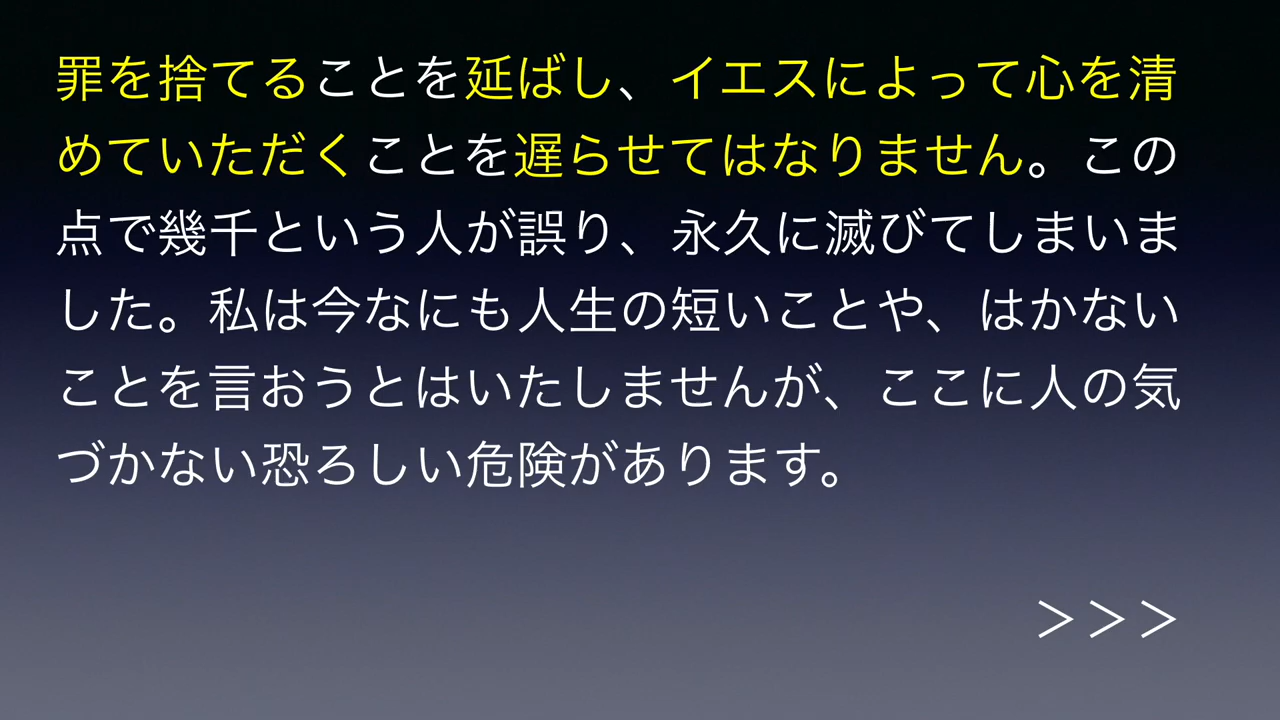 罪を捨てることを延ばし、イエスによって心を清
めていただくことを遅らせてはなりません。この
点で幾千という人が誤り、永久に滅びてしまいま
した。私は今なにも人生の短いことや、はかない
ことを言おうとはいたしませんが、ここに人の気
づかない恐ろしい危険があります。
＞＞＞